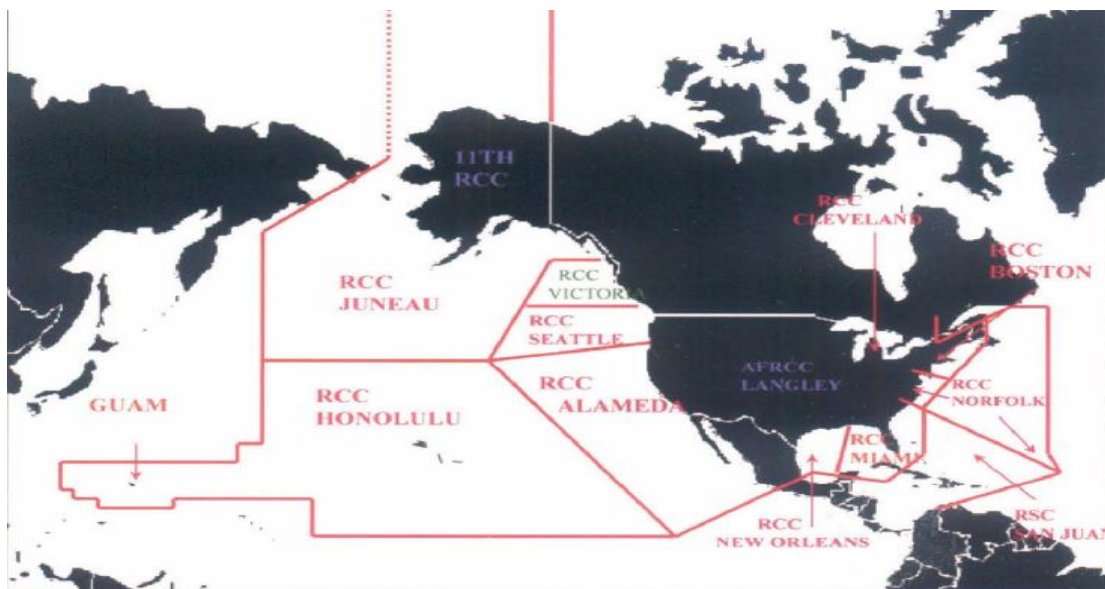 11TH
RCC
RCC
CLEVELAND
RCC
BOSTON
RCC
JUNEAU
RCC
VICTORIA
RCC
SEATTLE
AFRCC
LANGLEY
GUAM
RCC
HONOLULU
RCC
ALAMEDA
RCC
NORFOLK
RCC
MIAMI
RCC
NEW ORLEANS
RSC
SAN JUAN